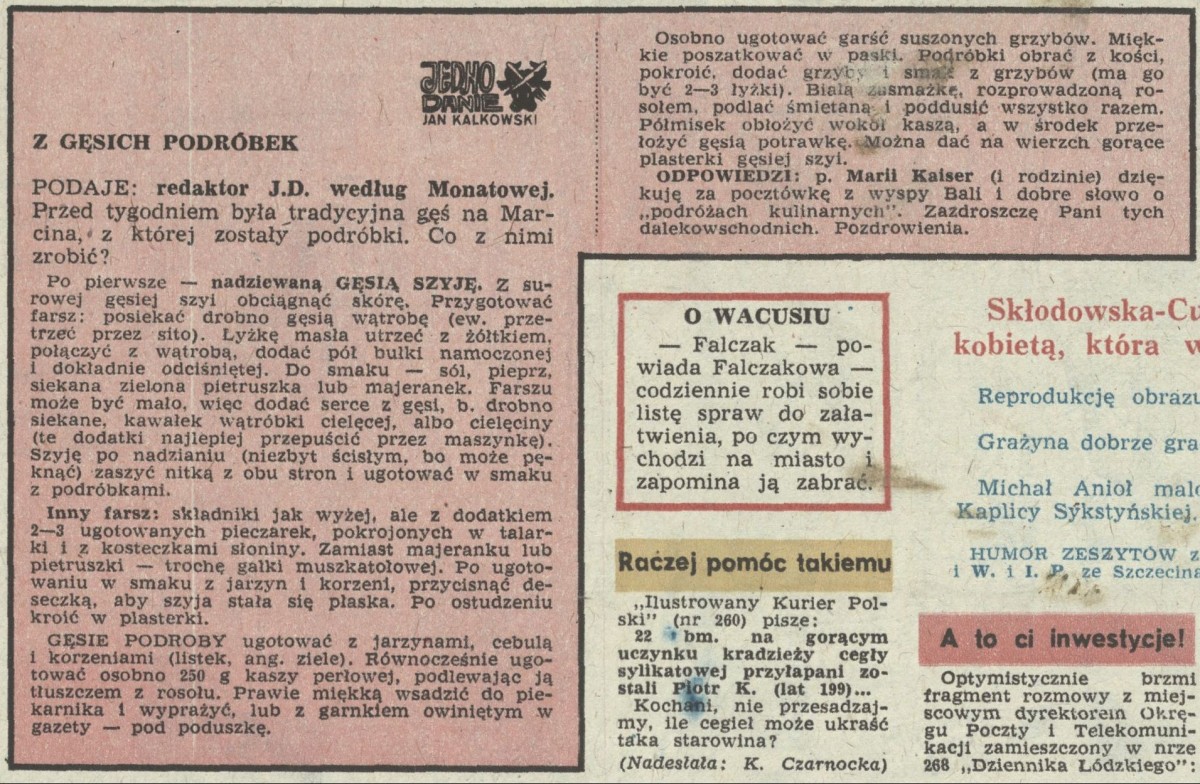 JEDNO
DANIE
JAN KALKOWSKI
Z GĘSICH PODRÓBEK
PODAJE: redaktor J.D. według Monatowej.
Przed tygodniem była tradycyjna gęś na Mar-
cina, z której zostały podróbki. Co z nimi
zrobić?
Po pierwsze — nadziewaną GĘSIĄ SZYJĘ. Z su-
rowej gęsiej szyi obciągnąć skórę. Przygotować
farsz: posiekać drobno gęsią wątrobę (ew. prze-
trzeć przez sito). Łyżkę masła utrzeć z żółtkiem,
połączyć z wątrobą, dodać pół bułki namoczonej
i dokładnie odciśniętej. Do smaku — sól, pieprz,
siekana zielona pietruszka lub majeranek. Farszu
może być mało, więc dodać serce z gęsi, b. drobno
siekane, kawałek wątróbki cielęcej, albo cielęciny
(te dodatki najlepiej przepuścić przez maszynkę).
Szyję po nadzianiu (niezbyt ścisłym, bo może pę-
knąć) zaszyć nitką z obu stron i ugotować w smaku
z podróbkami.
Inny farsz: składniki jak wyżej, ale z dodatkiem
2—3 ugotowanych pieczarek, pokrojonych w talar-
ki i z kosteczkami słoniny. Zamiast majeranku lub
pietruszki — trochę gałki muszkatołowej. Po ugoto-
waniu w smaku z jarzyn i korzeni, przycisnąć de-
seczką, aby szyja stała się płaska. Po ostudzeniu
kroić w plasterki.
GĘSIE PODROBY ugotować z jarzynami, cebulą
i korzeniami (listek, ang. ziele). Równocześnie ugo-
tować osobno 250 g kaszy perłowej, podlewając ją
tłuszczem z rosołu. Prawie miękką wsadzić do pie-
karnika i wyprażyć, lub z garnkiem owiniętym w
gazety — pod poduszkę.
Osobno ugotować garść suszonych grzybów. Mięk-
kie poszatkować w paski. Podróbki obrać z kości,
pokroić, dodać grzyby i smak z grzybów (ma go
być 2—3 łyżki). Białą zasmażkę, rozprowadzoną ro-
sołem, podlać śmietaną i poddusić wszystko razem.
Półmisek obłożyć wokół kaszą, a w środek prze-
łożyć gęsią potrawkę. Można dać na wierzch gorące
plasterki gęsiej szyi.
ODPOWIEDZI: p. Marii Kaiser (i rodzinie) dzię-
kuję za pocztówkę z wyspy Bali i dobre słowo o
„podróżach kulinarnych". Zazdroszczę Pani tych
dalekowschodnich. Pozdrowienia.
O WACUSIU
— Falczak — po-
wiada Falczakowa —
codziennie robi sobie
listę spraw do zała-
twienia, po czym wy-
chodzi na miasto i
zapomina ją zabrać.
Raczej pomóc takiemu
„Ilustrowany Kurier Pol-
ski" (nr 260) pisze:
22 bm. na gorącym
uczynku kradzieży cegły
sylikatowej przyłapani zo-
stali Piotr K. (lat 199)...
Kochani, nie przesadzaj-
my, ile cegieł może ukraść
taka starowina?
(Nadesłała: K. Czarnocka)
Skłodowska-Cu
kobietą, która w
Reprodukcję obrazu
Grażyna dobrze gra
Michał Anioł malo
Kaplicy Sykstyńskiej.
HUMOR ZESZYTÓW z
i W. i I. P. ze Szczecina
A to ci inwestycje!
Optymistycznie brzmi
fragment rozmowy z miej-
scowym dyrektorem Okrę-
gu Poczty i Telekomuni-
kacji zamieszczony w nrze
268 „Dziennika Łódzkiego":